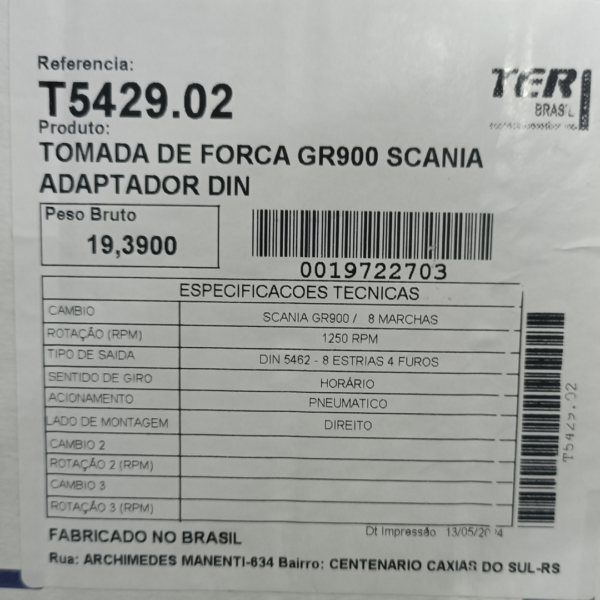 Referencia:
T5429.02
TER
BRASIL
Produto:
TOMADA DE FORCA GR900 SCANIA
ADAPTADOR DIN
Peso Bruto
19,3900
0019722703
ESPECIFICACOES TECNICAS
CAMBIO SCANIA GR900 / 8 MARCHAS
ROTAÇÃO (RPM) 1250 RPM
TIPO DE SAÍDA DIN 5462 - 8 ESTRIAS 4 FUROS
SENTIDO DE GIRO HORÁRIO
ACIONAMENTO PNEUMATICO
LADO DE MONTAGEM DIREITO
CAMBIO 2
ROTAÇÃO 2 (RPM)
CAMBIO 3
ROTAÇÃO 3 (RPM)
T5429.02
FABRICADO NO BRASIL
Dt Impressão 13/05/2024
Rua: ARCHIMEDES MANENTI-634 Bairro: CENTENARIO CAXIAS DO SUL-RS